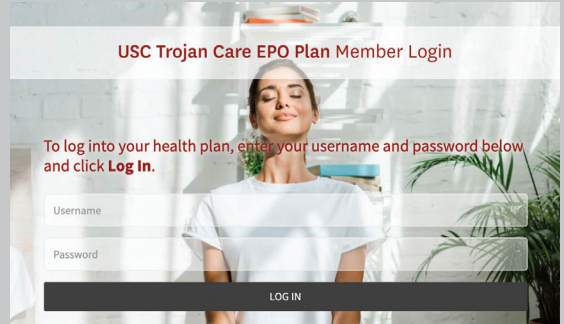 USC Trojan Care EPO Plan Member Login
To log into your health plan, enter your username and password below
and click Log In.
Username
Password
LOG IN